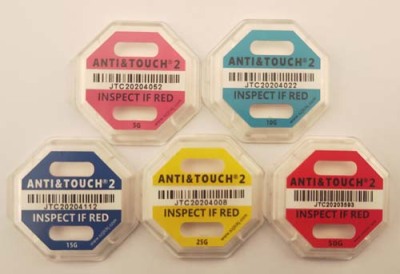 ANTI&TOUCH® 2
JTC20204052
INSPECT IF RED
5G
ANTI&TOUCH® 2
JTC20204022
INSPECT IF RED
10G
ANTI&TOUCH® 2
JTC20204112
INSPECT IF RED
15G
ANTI&TOUCH® 2
JTC20204008
INSPECT IF RED
25G
ANTI&TOUCH® 2
INSPECT IF RED
50G